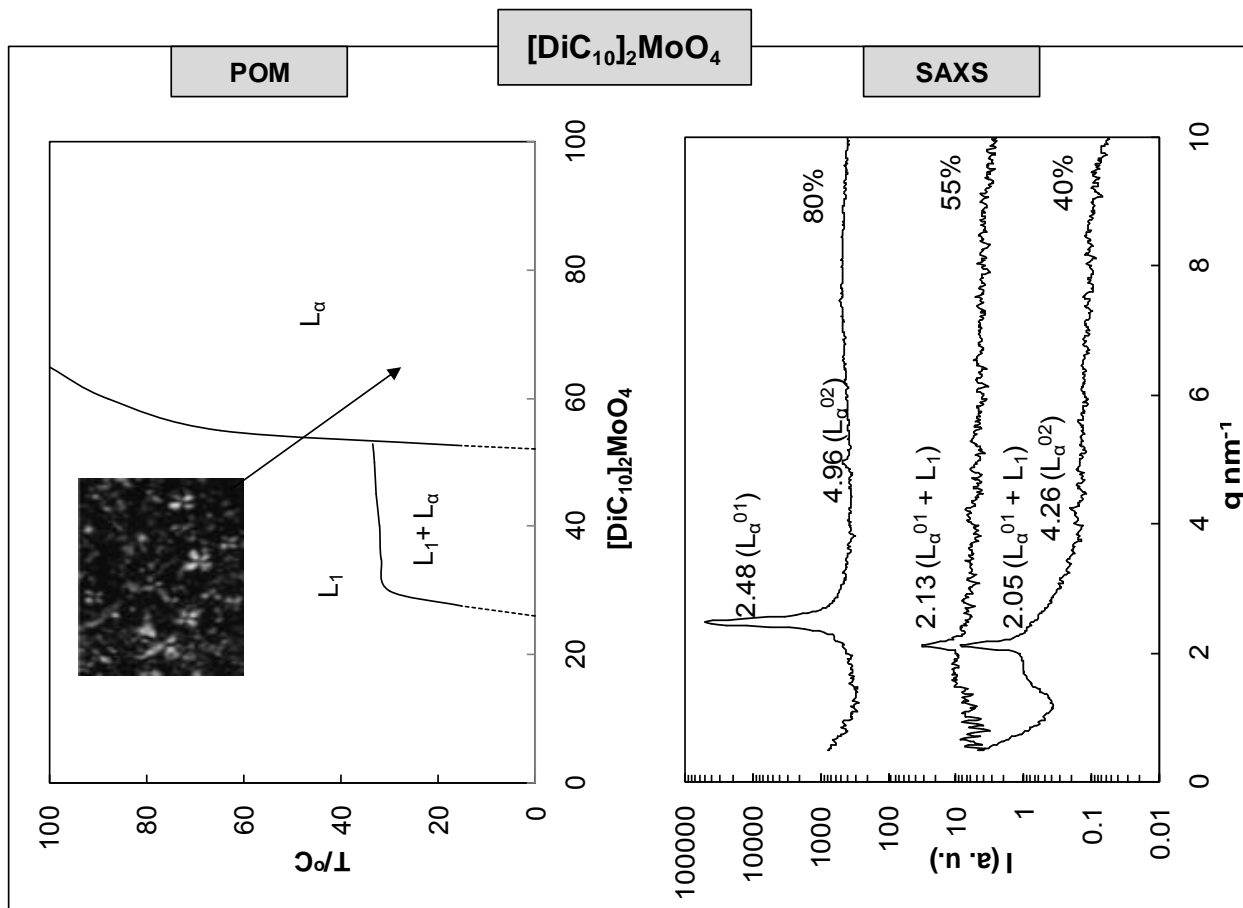 [DiC₁₀]₂MoO₄
POM
SAXS
100
80
60
40
20
0
T/ºC
0
20
40
60
80
100
[DiC₁₀]₂MoO₄
L₁
L₁+ Lα
Lα
100000
1000
10
1
0.1
0.01
I (a. u.)
0
2
4
6
8
10
q nm⁻¹
2.48 (Lα⁰¹)
4.96 (Lα⁰²)
80%
2.13 (Lα⁰¹ + L₁)
55%
2.05 (Lα⁰¹ + L₁)
4.26 (Lα⁰²)
40%